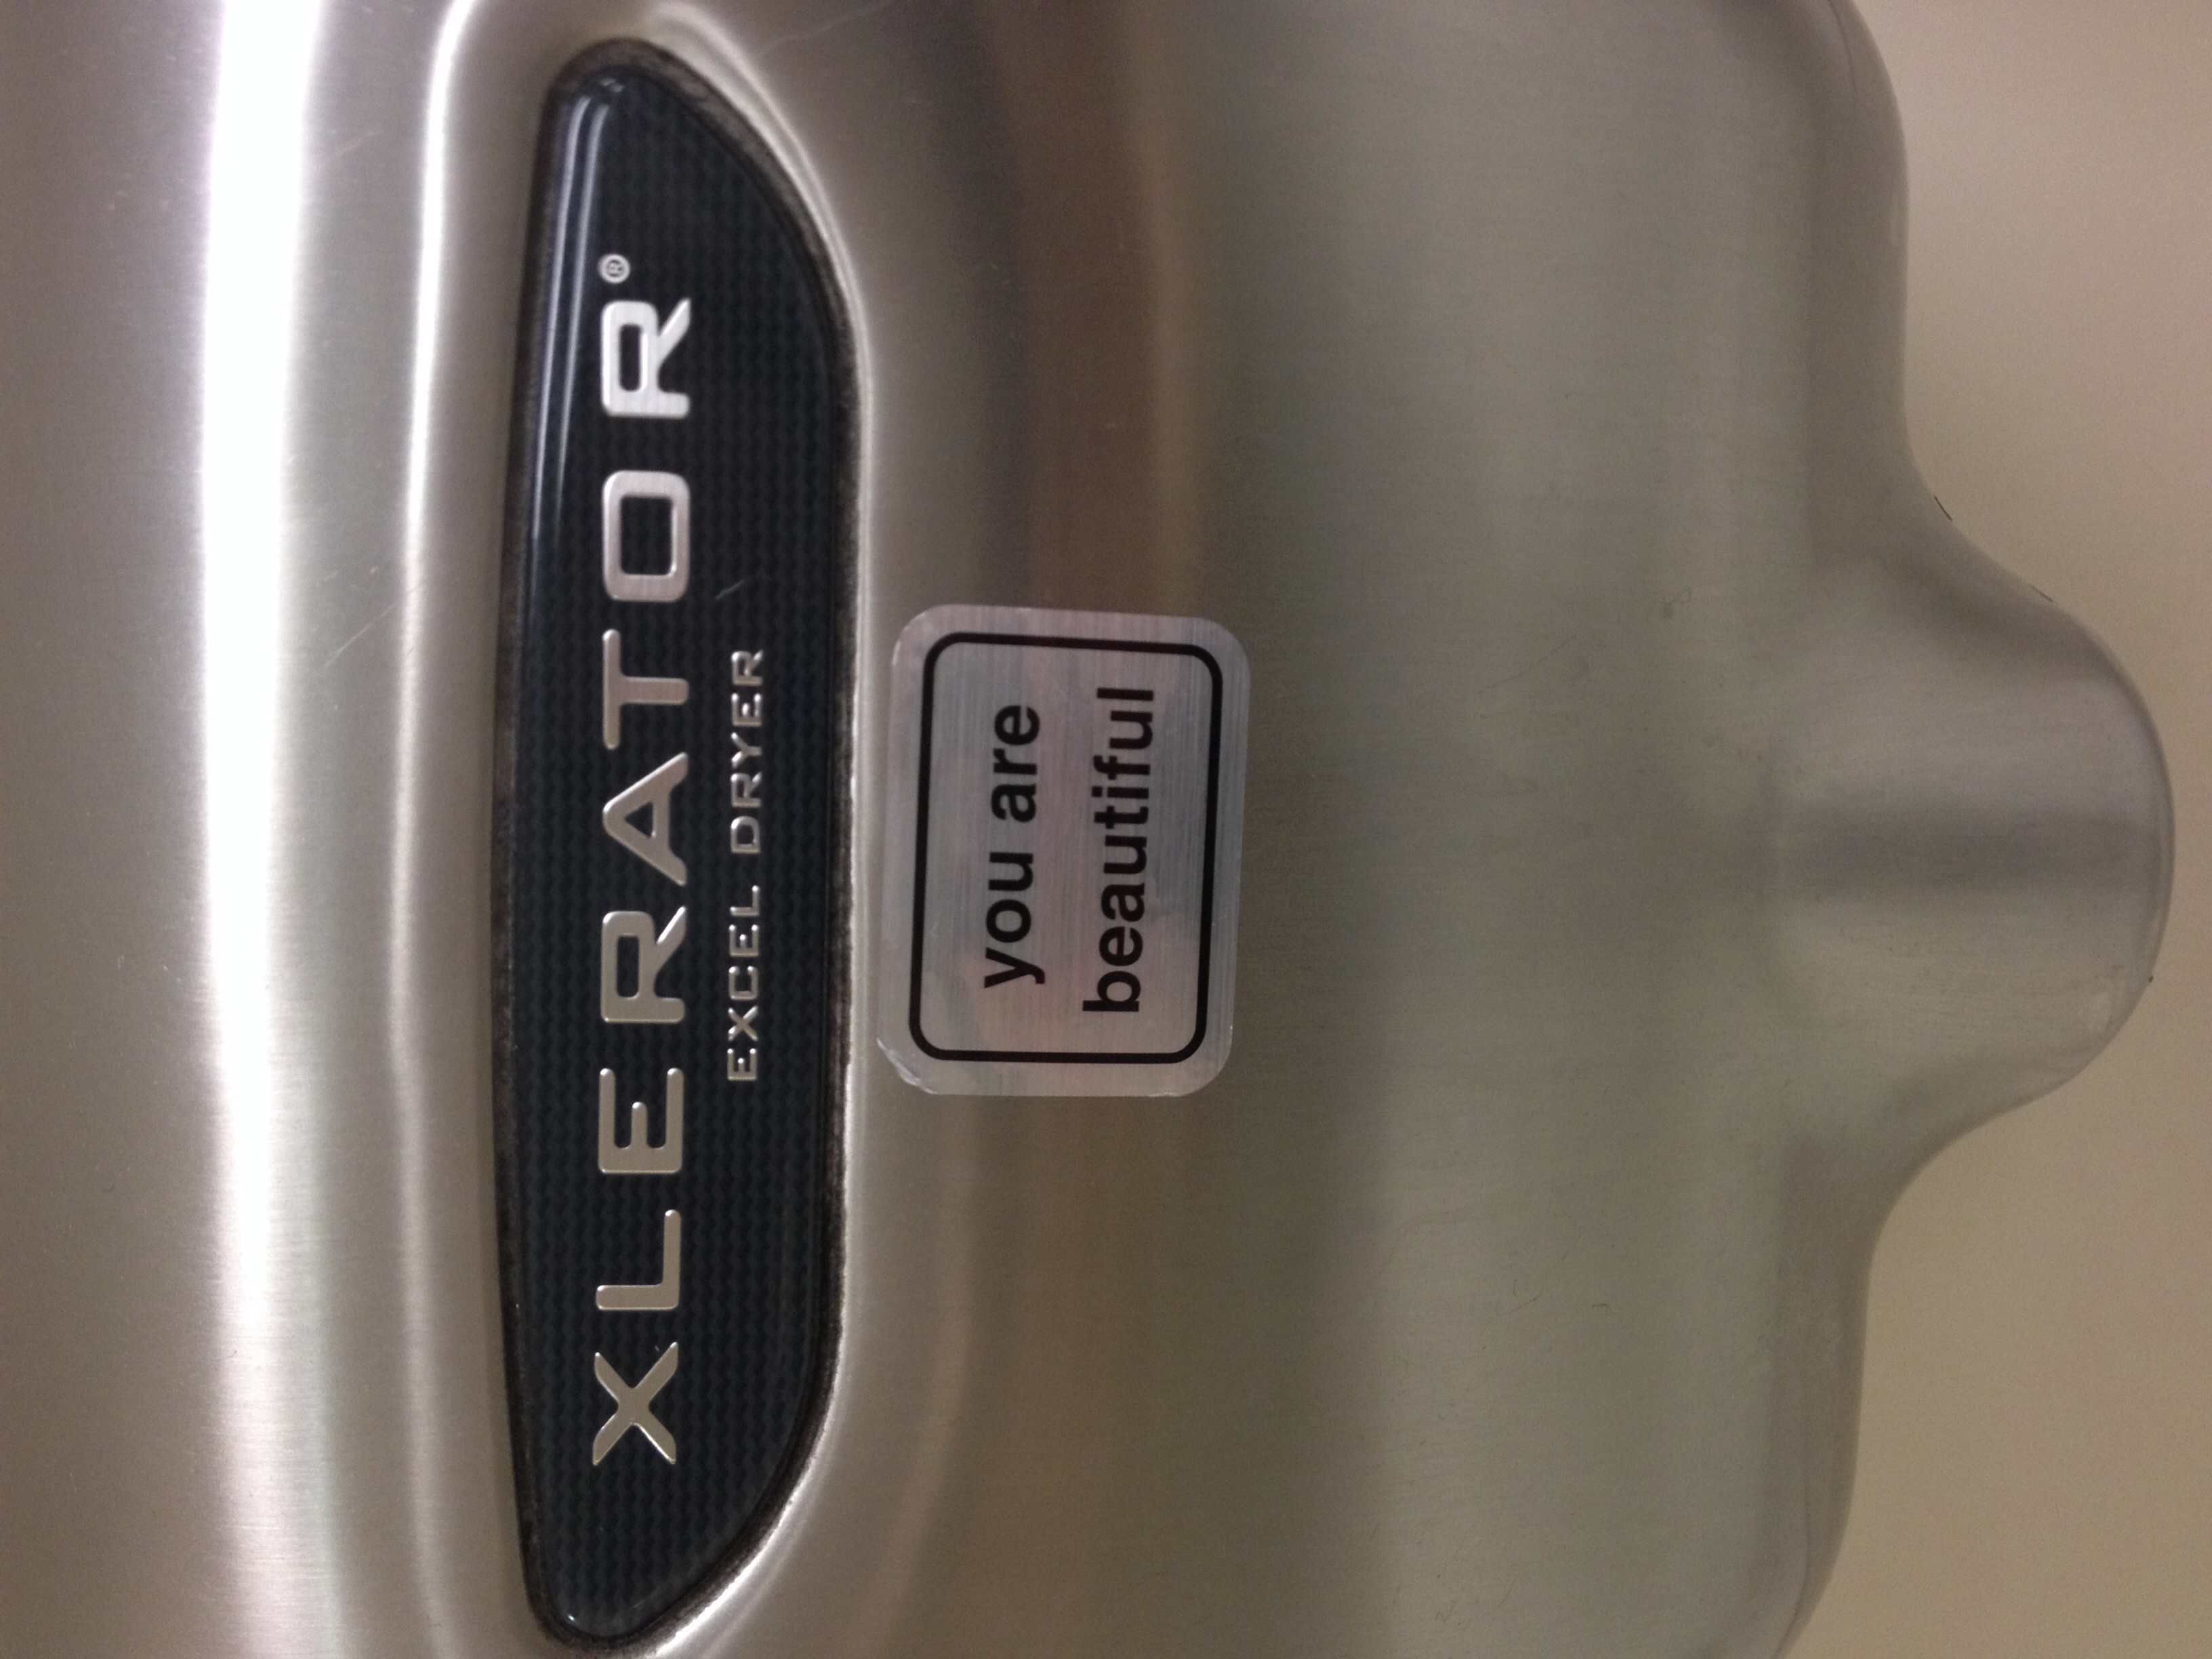 XLERATOR®
EXCEL DRYER
you are
beautiful